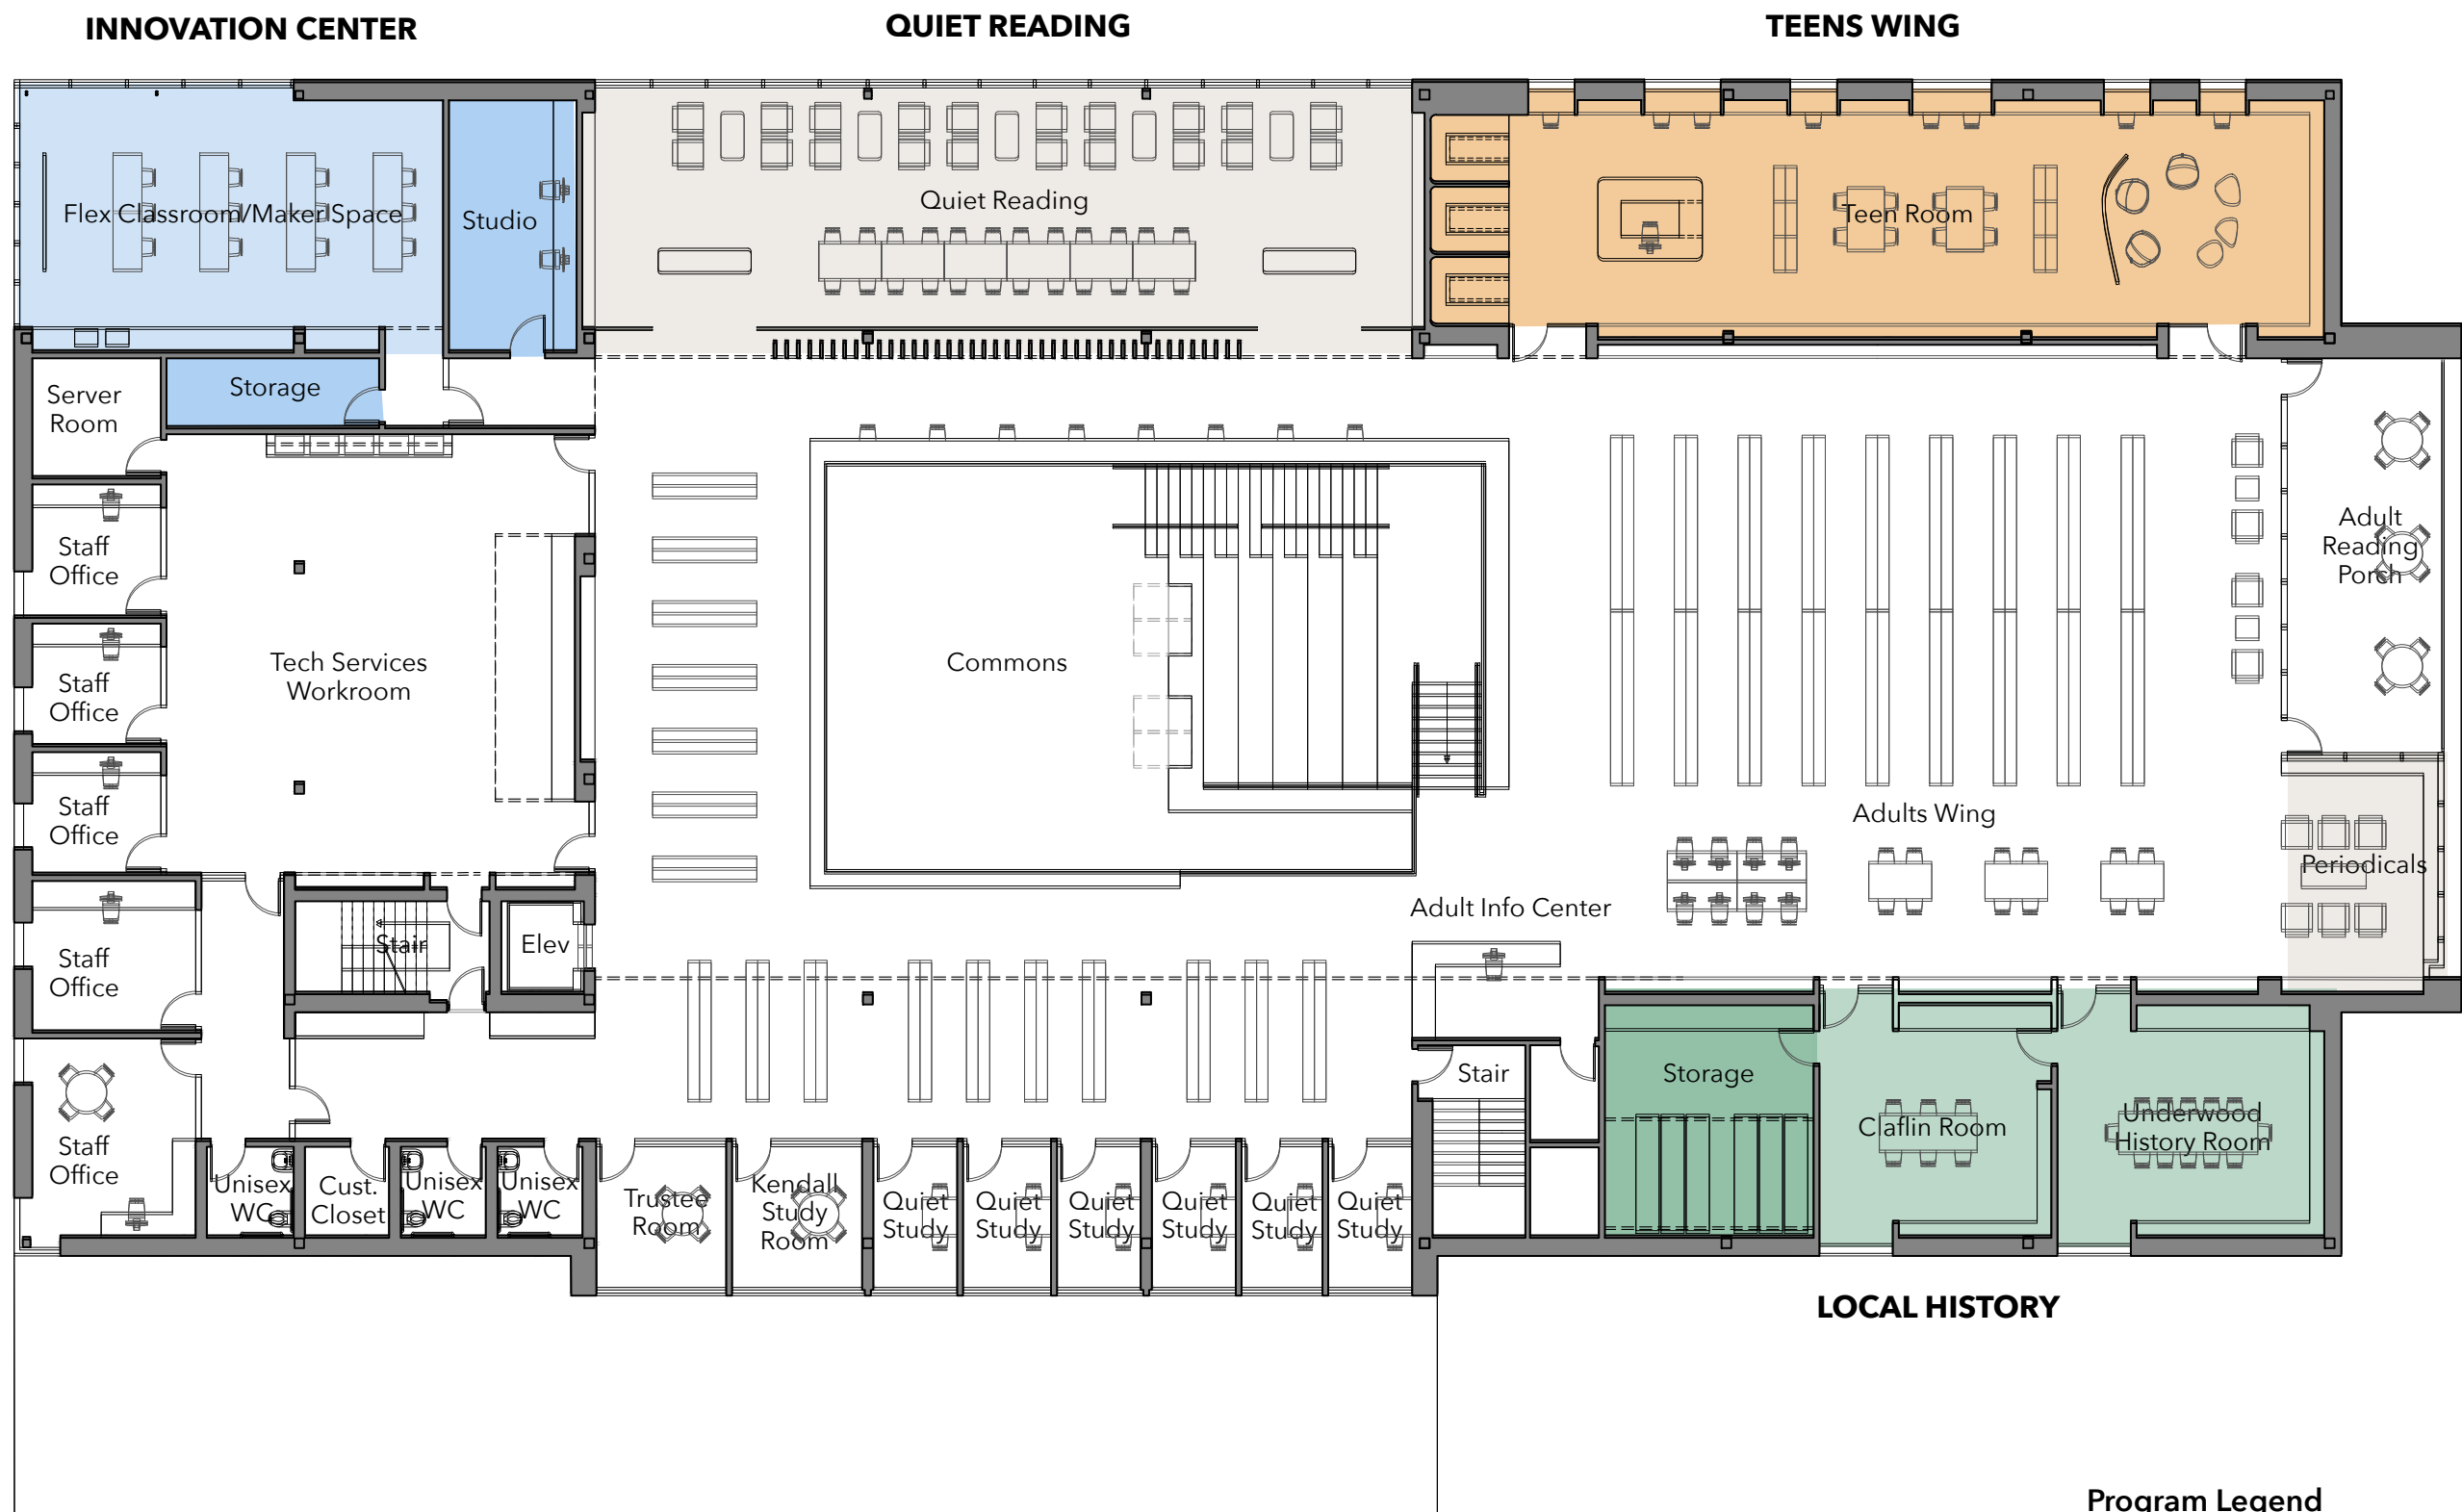 INNOVATION CENTER
QUIET READING
TEENS WING
Flex Classroom/Maker Space
Studio
Quiet Reading
Teen Room
Server
Room
Storage
Staff
Office
Staff
Office
Staff
Office
Staff
Office
Staff
Office
Tech Services
Workroom
Commons
Adult
Reading
Porch
Adults Wing
Periodicals
Adult Info Center
Stair
Elev
Stair
Storage
Claflin Room
Underwood
History Room
Unisex
WC
Cust.
Closet
Unisex
WC
Unisex
WC
Trustee
Room
Kendall
Study
Room
Quiet
Study
Quiet
Study
Quiet
Study
Quiet
Study
Quiet
Study
Quiet
Study
LOCAL HISTORY
Program Legend